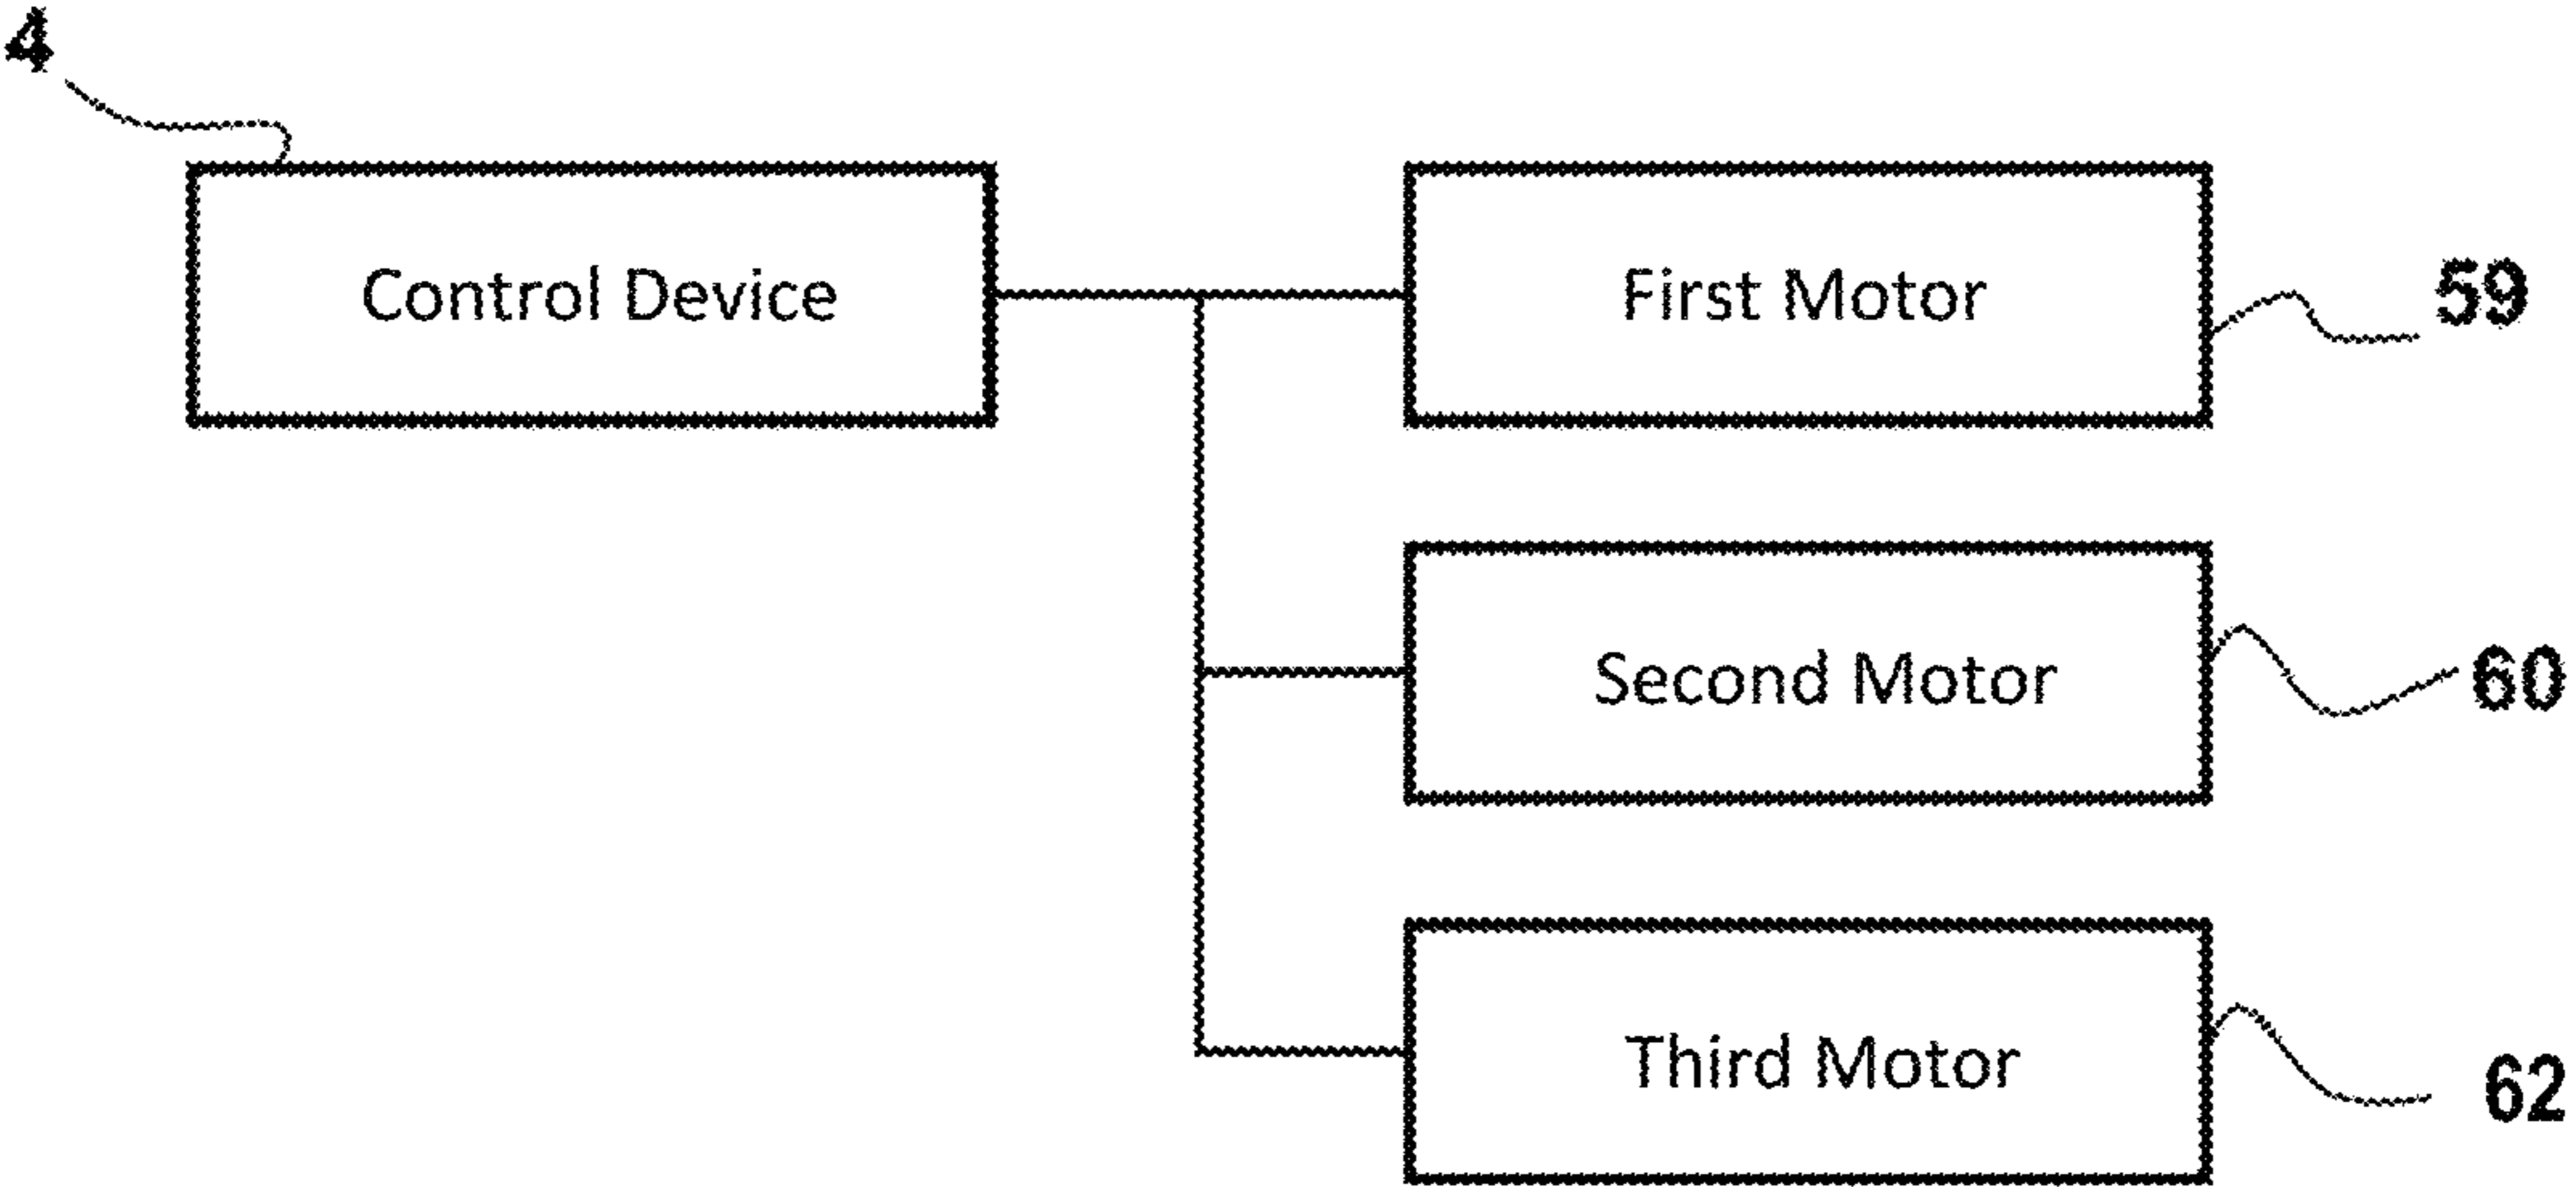 4
Control Device
First Motor
59
Second Motor
60
Third Motor
62